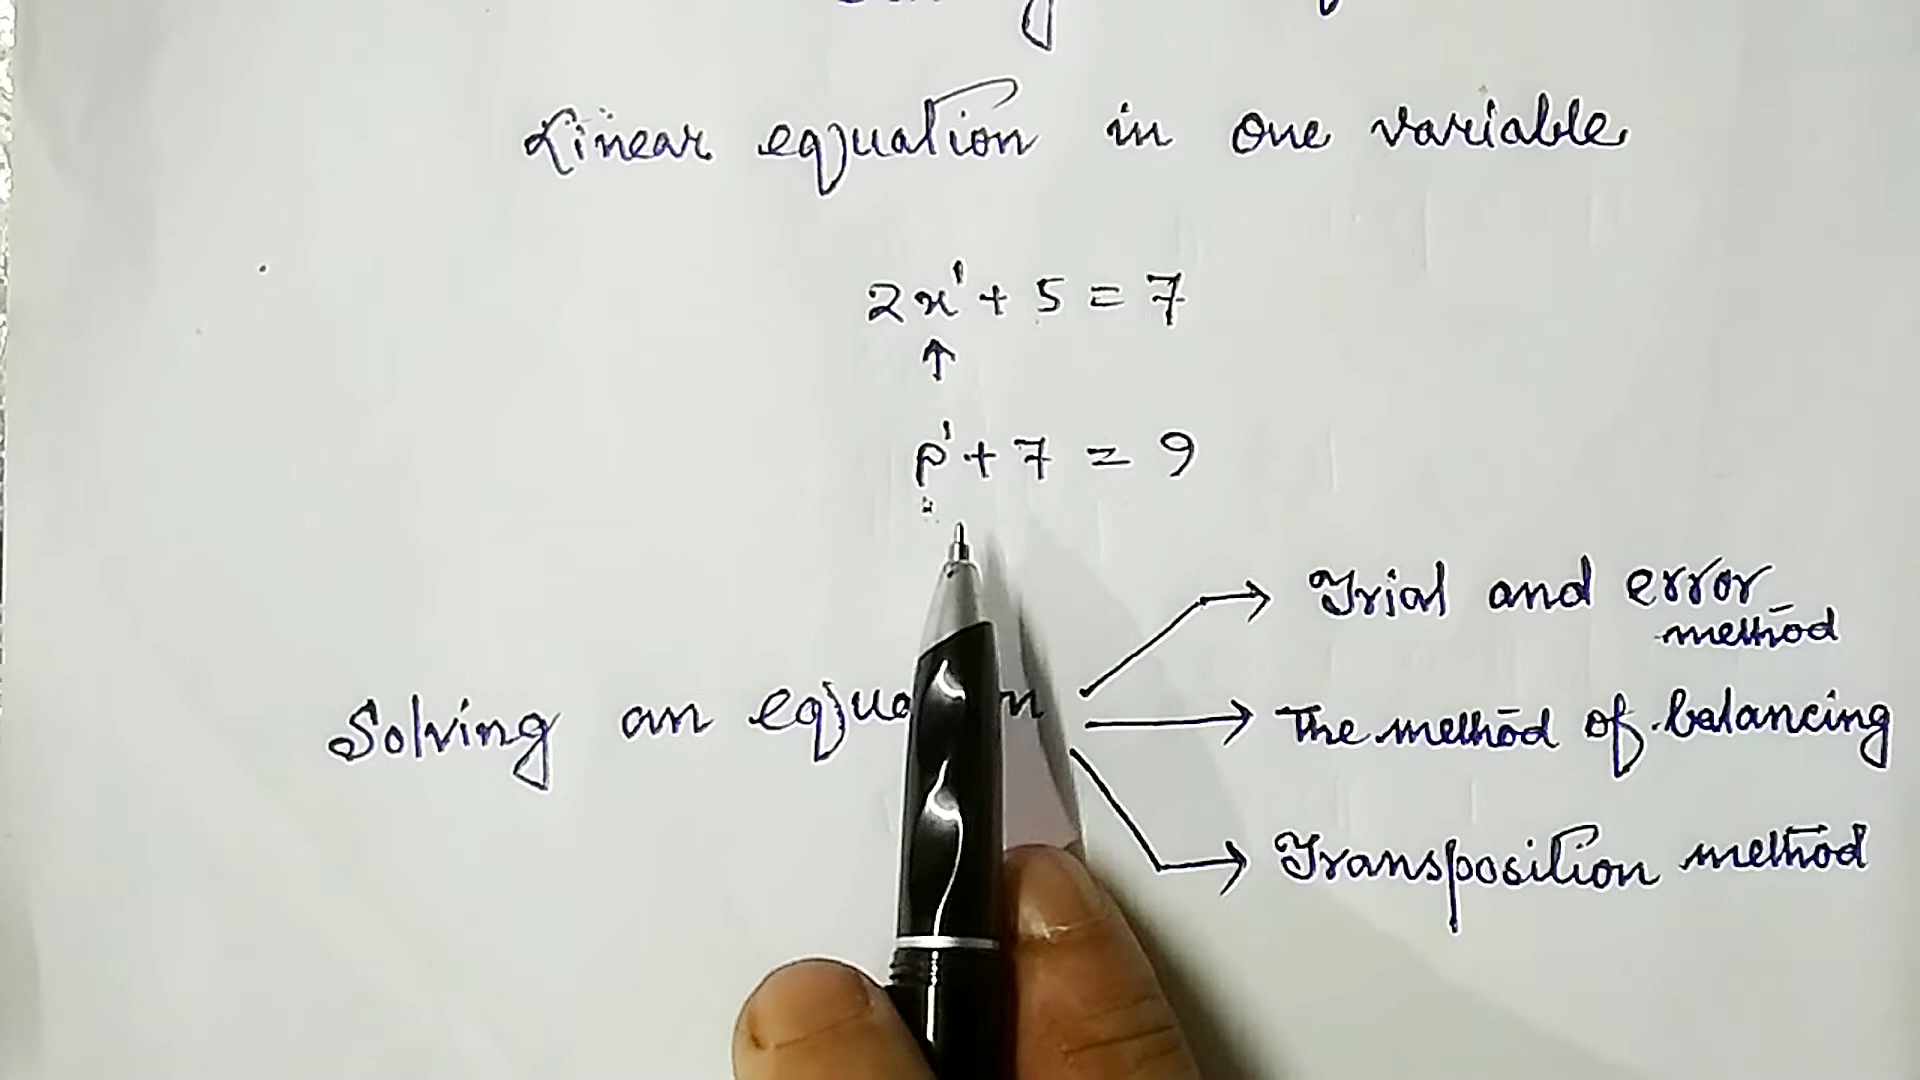 Linear equation in one variable
2x¹ + 5 = 7
↑
p¹ + 7 = 9
Solving an
→ Trial and error method
→ The method of balancing
→ Transposition method